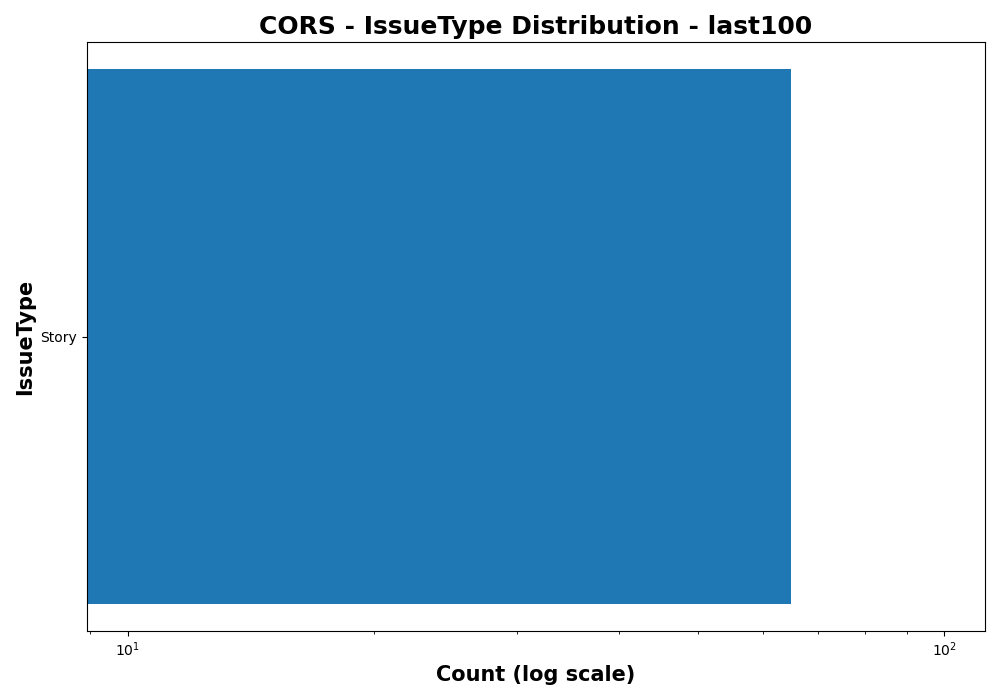 CORS - IssueType Distribution - last100
IssueType
Story
10¹ 10²
Count (log scale)